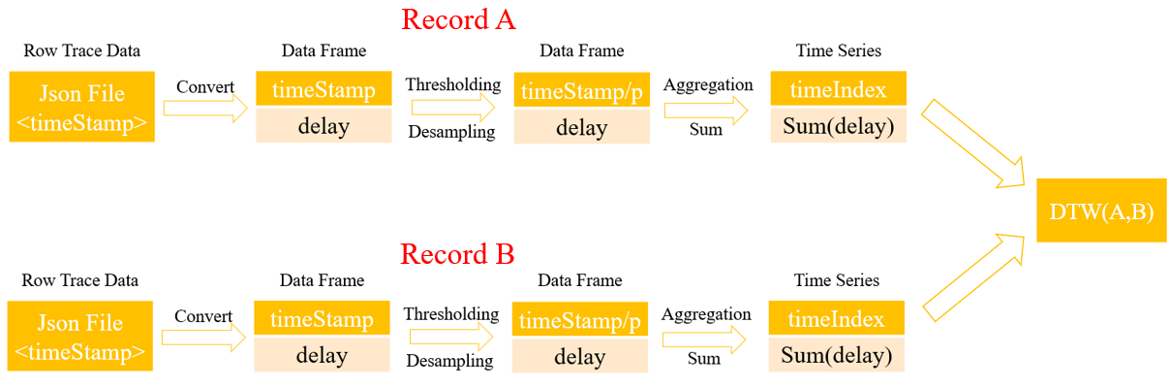 Record A
Row Trace Data
Data Frame
Data Frame
Time Series
Json File
<timeStamp>
Convert
timeStamp
delay
Thresholding
Desampling
timeStamp/p
delay
Aggregation
Sum
timeIndex
Sum(delay)
DTW(A,B)
Record B
Row Trace Data
Data Frame
Data Frame
Time Series
Json File
<timeStamp>
Convert
timeStamp
delay
Thresholding
Desampling
timeStamp/p
delay
Aggregation
Sum
timeIndex
Sum(delay)